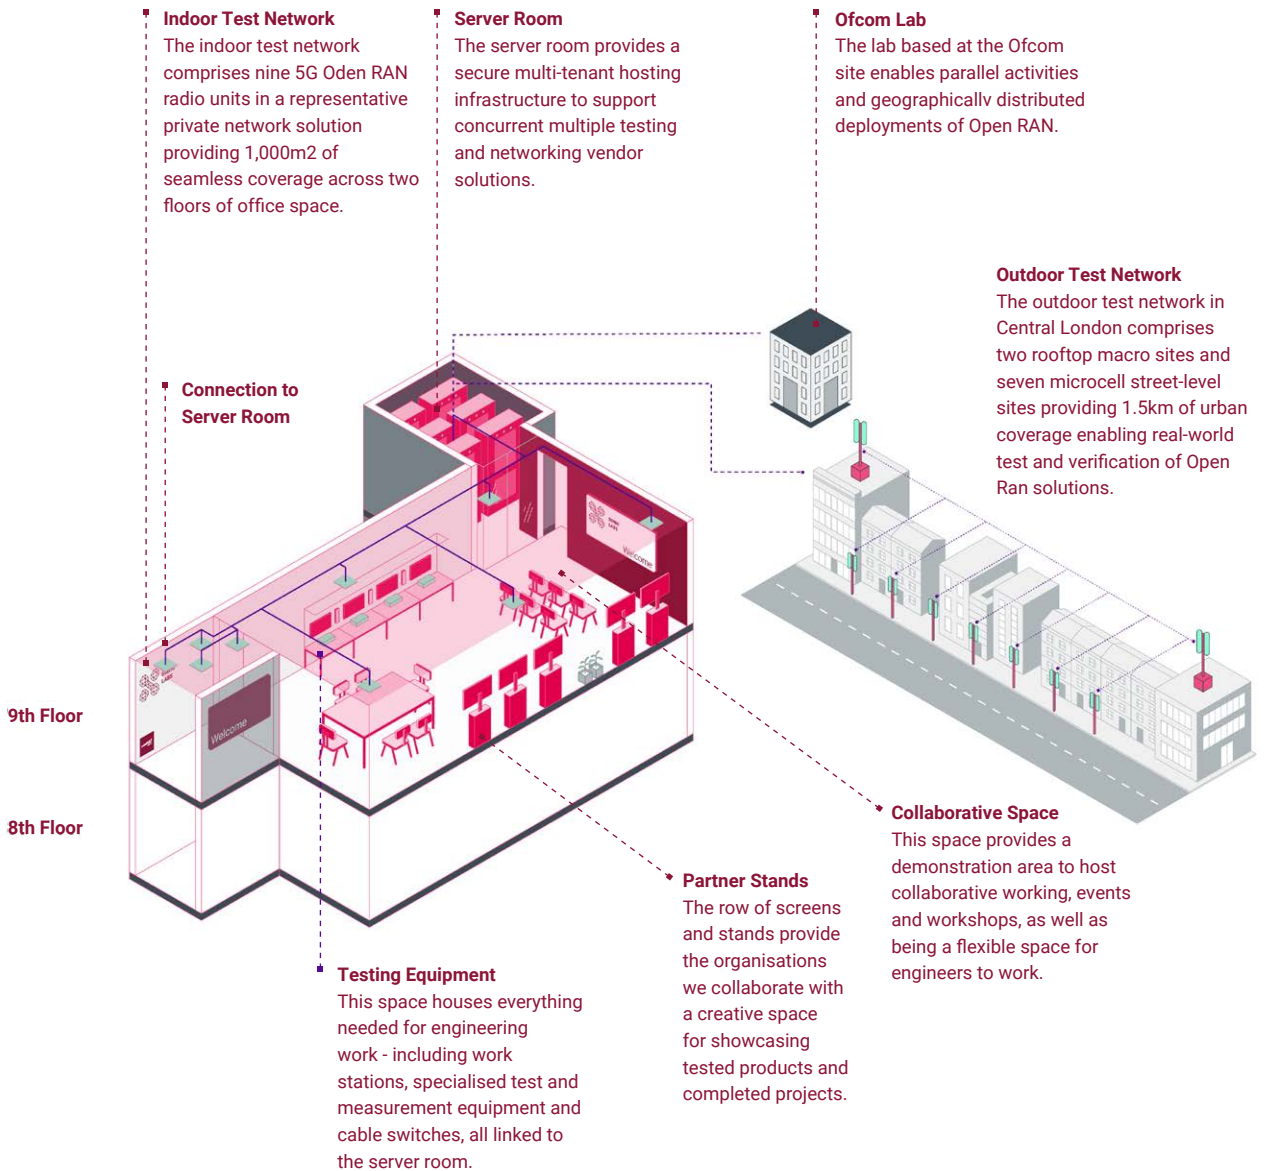 Indoor Test Network
The indoor test network
comprises nine 5G Oden RAN
radio units in a representative
private network solution
providing 1,000m2 of
seamless coverage across two
floors of office space.
Server Room
The server room provides a
secure multi-tenant hosting
infrastructure to support
concurrent multiple testing
and networking vendor
solutions.
Ofcom Lab
The lab based at the Ofcom
site enables parallel activities
and geographically distributed
deployments of Open RAN.
Outdoor Test Network
The outdoor test network in
Central London comprises
two rooftop macro sites and
seven microcell street-level
sites providing 1.5km of urban
coverage enabling real-world
test and verification of Open
Ran solutions.
Connection to
Server Room
Welcome
Welcome
9th Floor
8th Floor
Collaborative Space
This space provides a
demonstration area to host
collaborative working, events
and workshops, as well as
being a flexible space for
engineers to work.
Partner Stands
The row of screens
and stands provide
the organisations
we collaborate with
a creative space
for showcasing
tested products and
completed projects.
Testing Equipment
This space houses everything
needed for engineering
work - including work
stations, specialised test and
measurement equipment and
cable switches, all linked to
the server room.